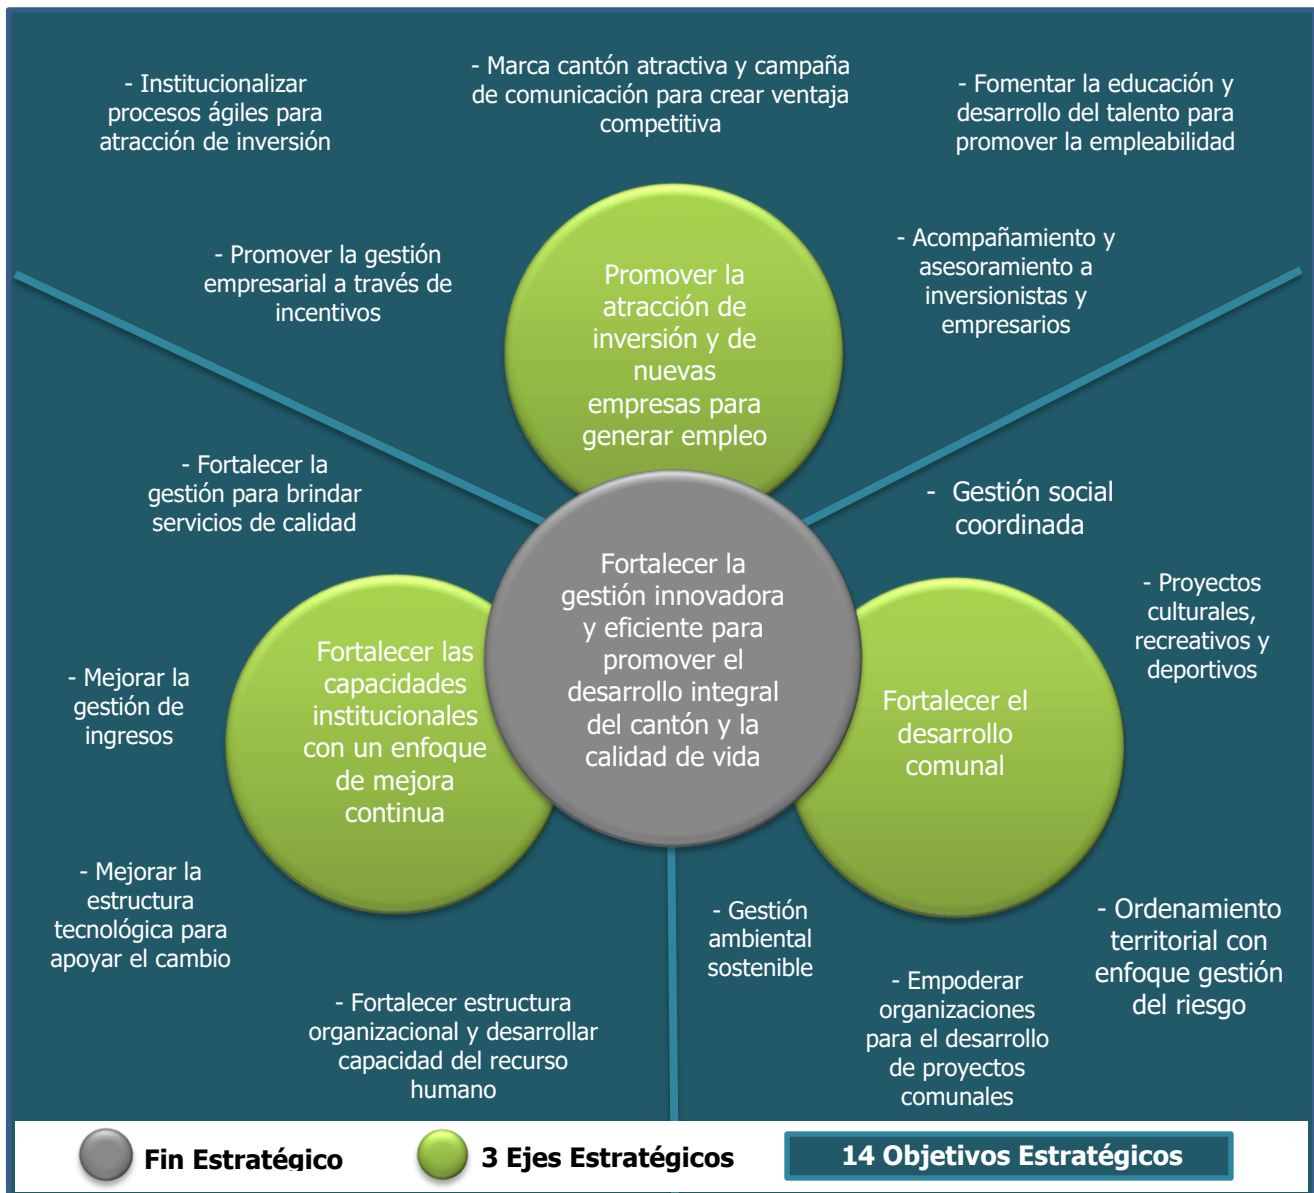 - Institucionalizar
procesos ágiles para
atracción de inversión
- Marca cantón atractiva y campaña
de comunicación para crear ventaja
competitiva
- Fomentar la educación y
desarrollo del talento para
promover la empleabilidad
- Promover la gestión
empresarial a través de
incentivos
Promover la
atracción de
inversión y de
nuevas
empresas para
generar empleo
- Acompañamiento y
asesoramiento a
inversionistas y
empresarios
- Fortalecer la
gestión para brindar
servicios de calidad
- Gestión social
coordinada
Fortalecer la
gestión innovadora
y eficiente para
promover el
desarrollo integral
del cantón y la
calidad de vida
- Proyectos
culturales,
recreativos y
deportivos
- Mejorar la
gestión de
ingresos
Fortalecer las
capacidades
institucionales
con un enfoque
de mejora
continua
Fortalecer el
desarrollo
comunal
- Mejorar la
estructura
tecnológica para
apoyar el cambio
- Gestión
ambiental
sostenible
- Ordenamiento
territorial con
enfoque gestión
del riesgo
- Fortalecer estructura
organizacional y desarrollar
capacidad del recurso
humano
- Empoderar
organizaciones
para el desarrollo
de proyectos
comunales
Fin Estratégico
3 Ejes Estratégicos
14 Objetivos Estratégicos